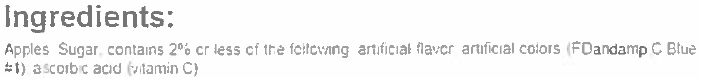 Ingredients:
Apples Sugar, contains 2% or less of the following artificial flavor artificial colors (FDandamp C Blue
#1) ascorbic acid (vitamin C)